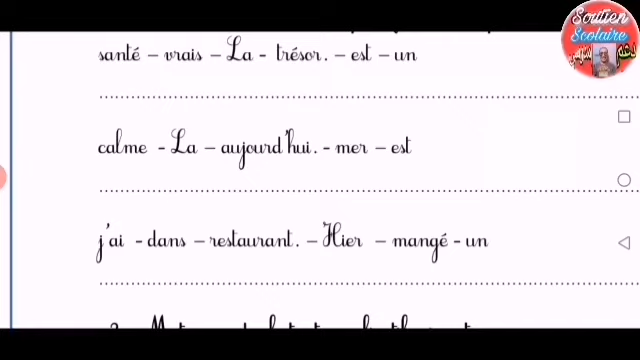 Soutien
Scolaire
santé – vrais – La - trésor. – est – un
calme - La – aujourd'hui. - mer – est
j'ai - dans – restaurant. – Hier – mangé - un